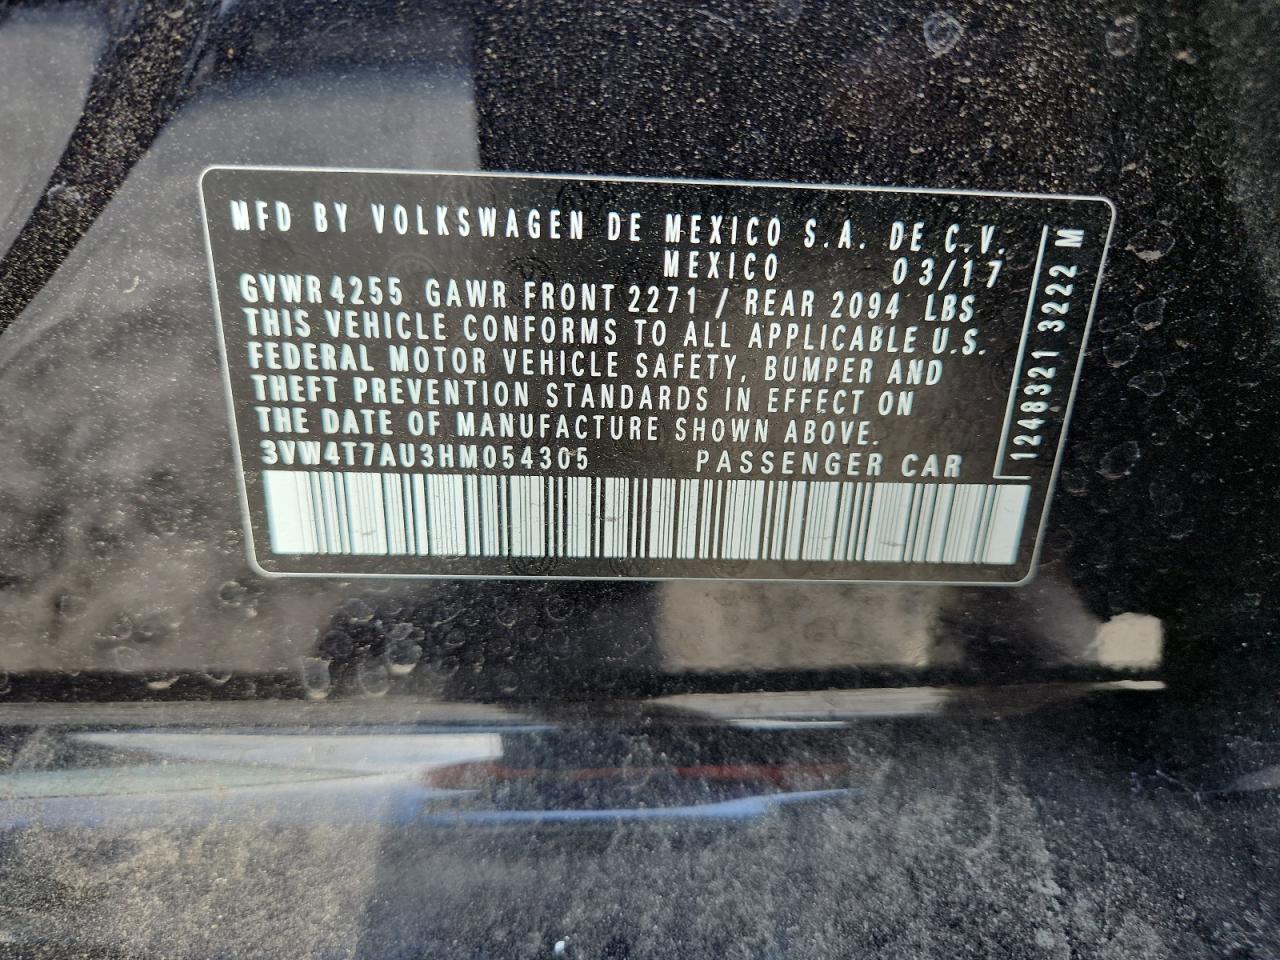 MFD BY VOLKSWAGEN DE MEXICO S.A. DE C.V.
MEXICO 03/17
GVWR 4255 GAWR FRONT 2271 / REAR 2094 LBS
THIS VEHICLE CONFORMS TO ALL APPLICABLE U.S.
FEDERAL MOTOR VEHICLE SAFETY, BUMPER AND
THEFT PREVENTION STANDARDS IN EFFECT ON
THE DATE OF MANUFACTURE SHOWN ABOVE.
3VW4T7AU3HM054305 PASSENGER CAR
1248321 3222 M